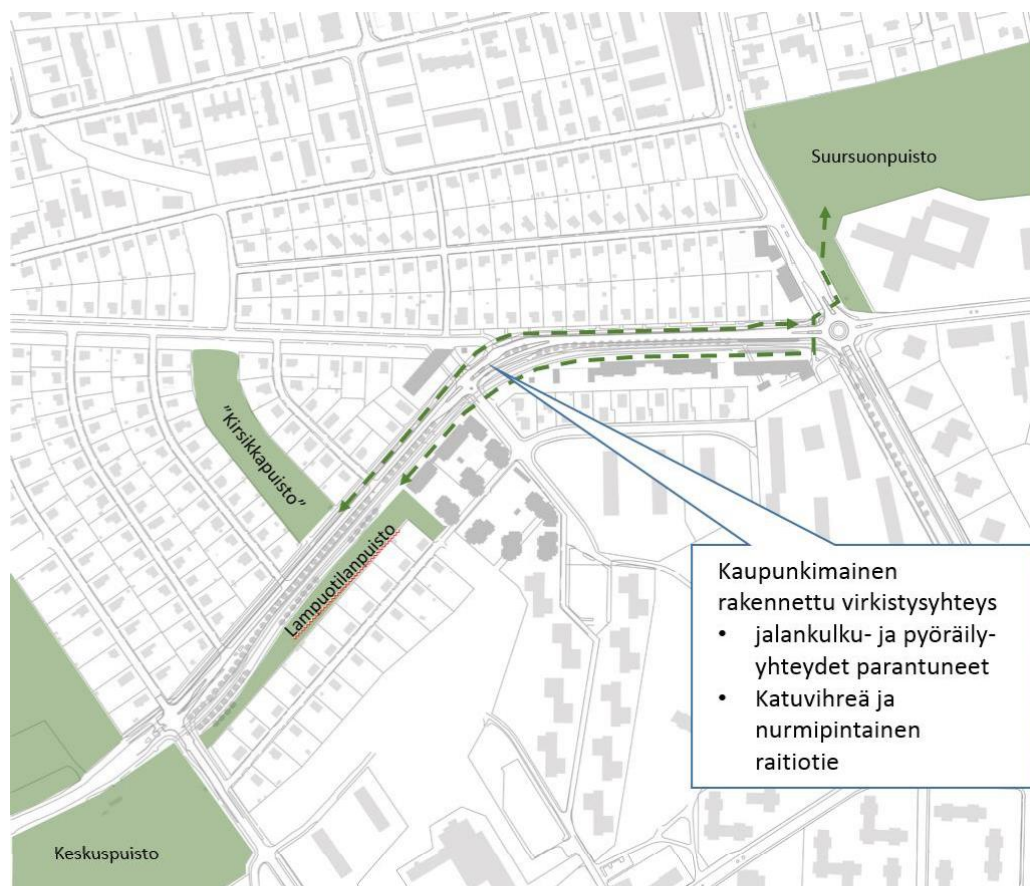 Suursuonpuisto
"Kirsikkapuisto"
Lampuotilanpuisto
Kaupunkimainen
rakennettu virkistysyhteys
• jalankulku- ja pyöräily-
yhteydet parantuneet
• Katuvihreä ja
nurmipintainen
raitiotie
Keskuspuisto